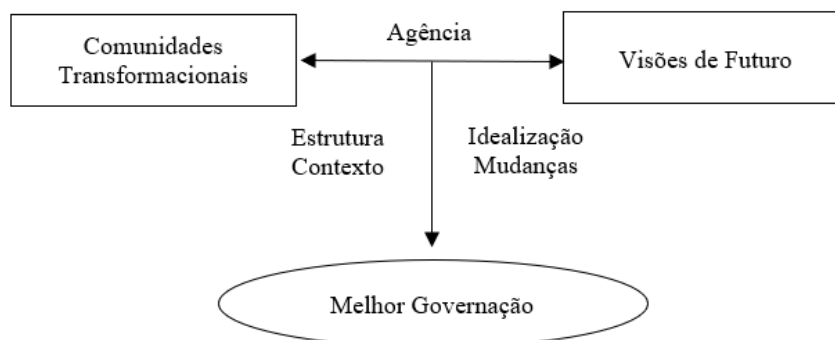 Comunidades
Transformacionais
Agência
Visões de Futuro
Estrutura
Contexto
Idealização
Mudanças
Melhor Governação